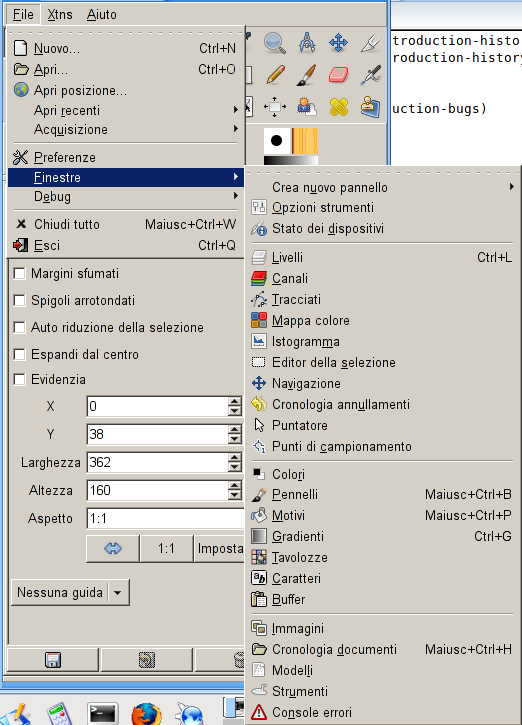 File Xtns Aiuto
Nuovo... Ctrl+N
Apri... Ctrl+O
Apri posizione...
Apri recenti
Acquisizione
Preferenze
Finestre
Debug
Chiudi tutto Maiusc+Ctrl+W
Esci Ctrl+Q
troduction-histo
roduction-history
uction-bugs)
Crea nuovo pannello
Opzioni strumenti
Stato dei dispositivi
Livelli Ctrl+L
Canali
Tracciati
Mappa colore
Istogramma
Editor della selezione
Navigazione
Cronologia annullamenti
Puntatore
Punti di campionamento
Colori
Pennelli Maiusc+Ctrl+B
Motivi Maiusc+Ctrl+P
Gradienti Ctrl+G
Tavolozze
Caratteri
Buffer
Immagini
Cronologia documenti Maiusc+Ctrl+H
Modelli
Strumenti
Console errori
Margini sfumati
Spigoli arrotondati
Auto riduzione della selezione
Espandi dal centro
Evidenzia
X 0
Y 38
Larghezza 362
Altezza 160
Aspetto 1:1
1:1 Imposta
Nessuna guida